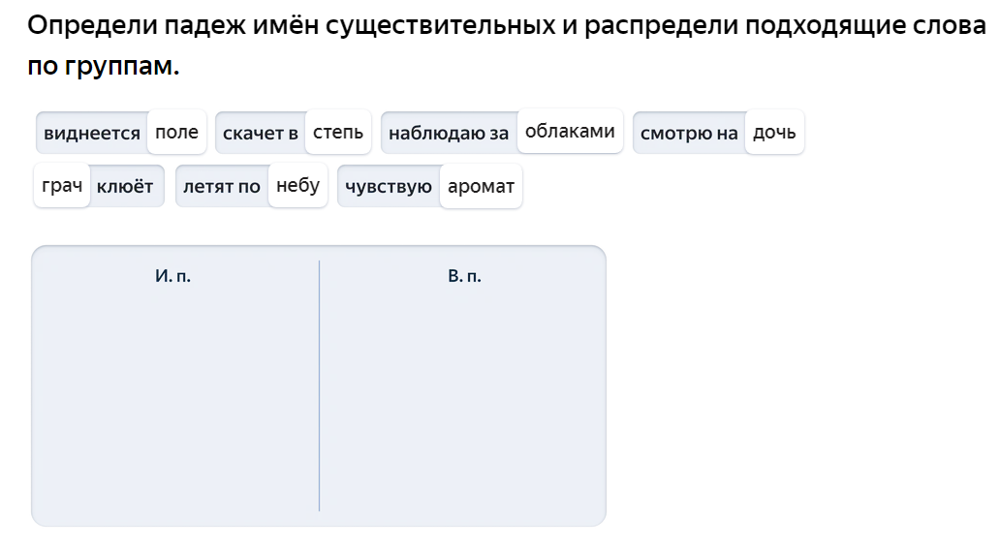 Определи падеж имён существительных и распредели подходящие слова
по группам.
виднеется поле скачет в степь наблюдаю за облаками смотрю на дочь
грач клюёт летят по небу чувствую аромат
И. п. В. п.